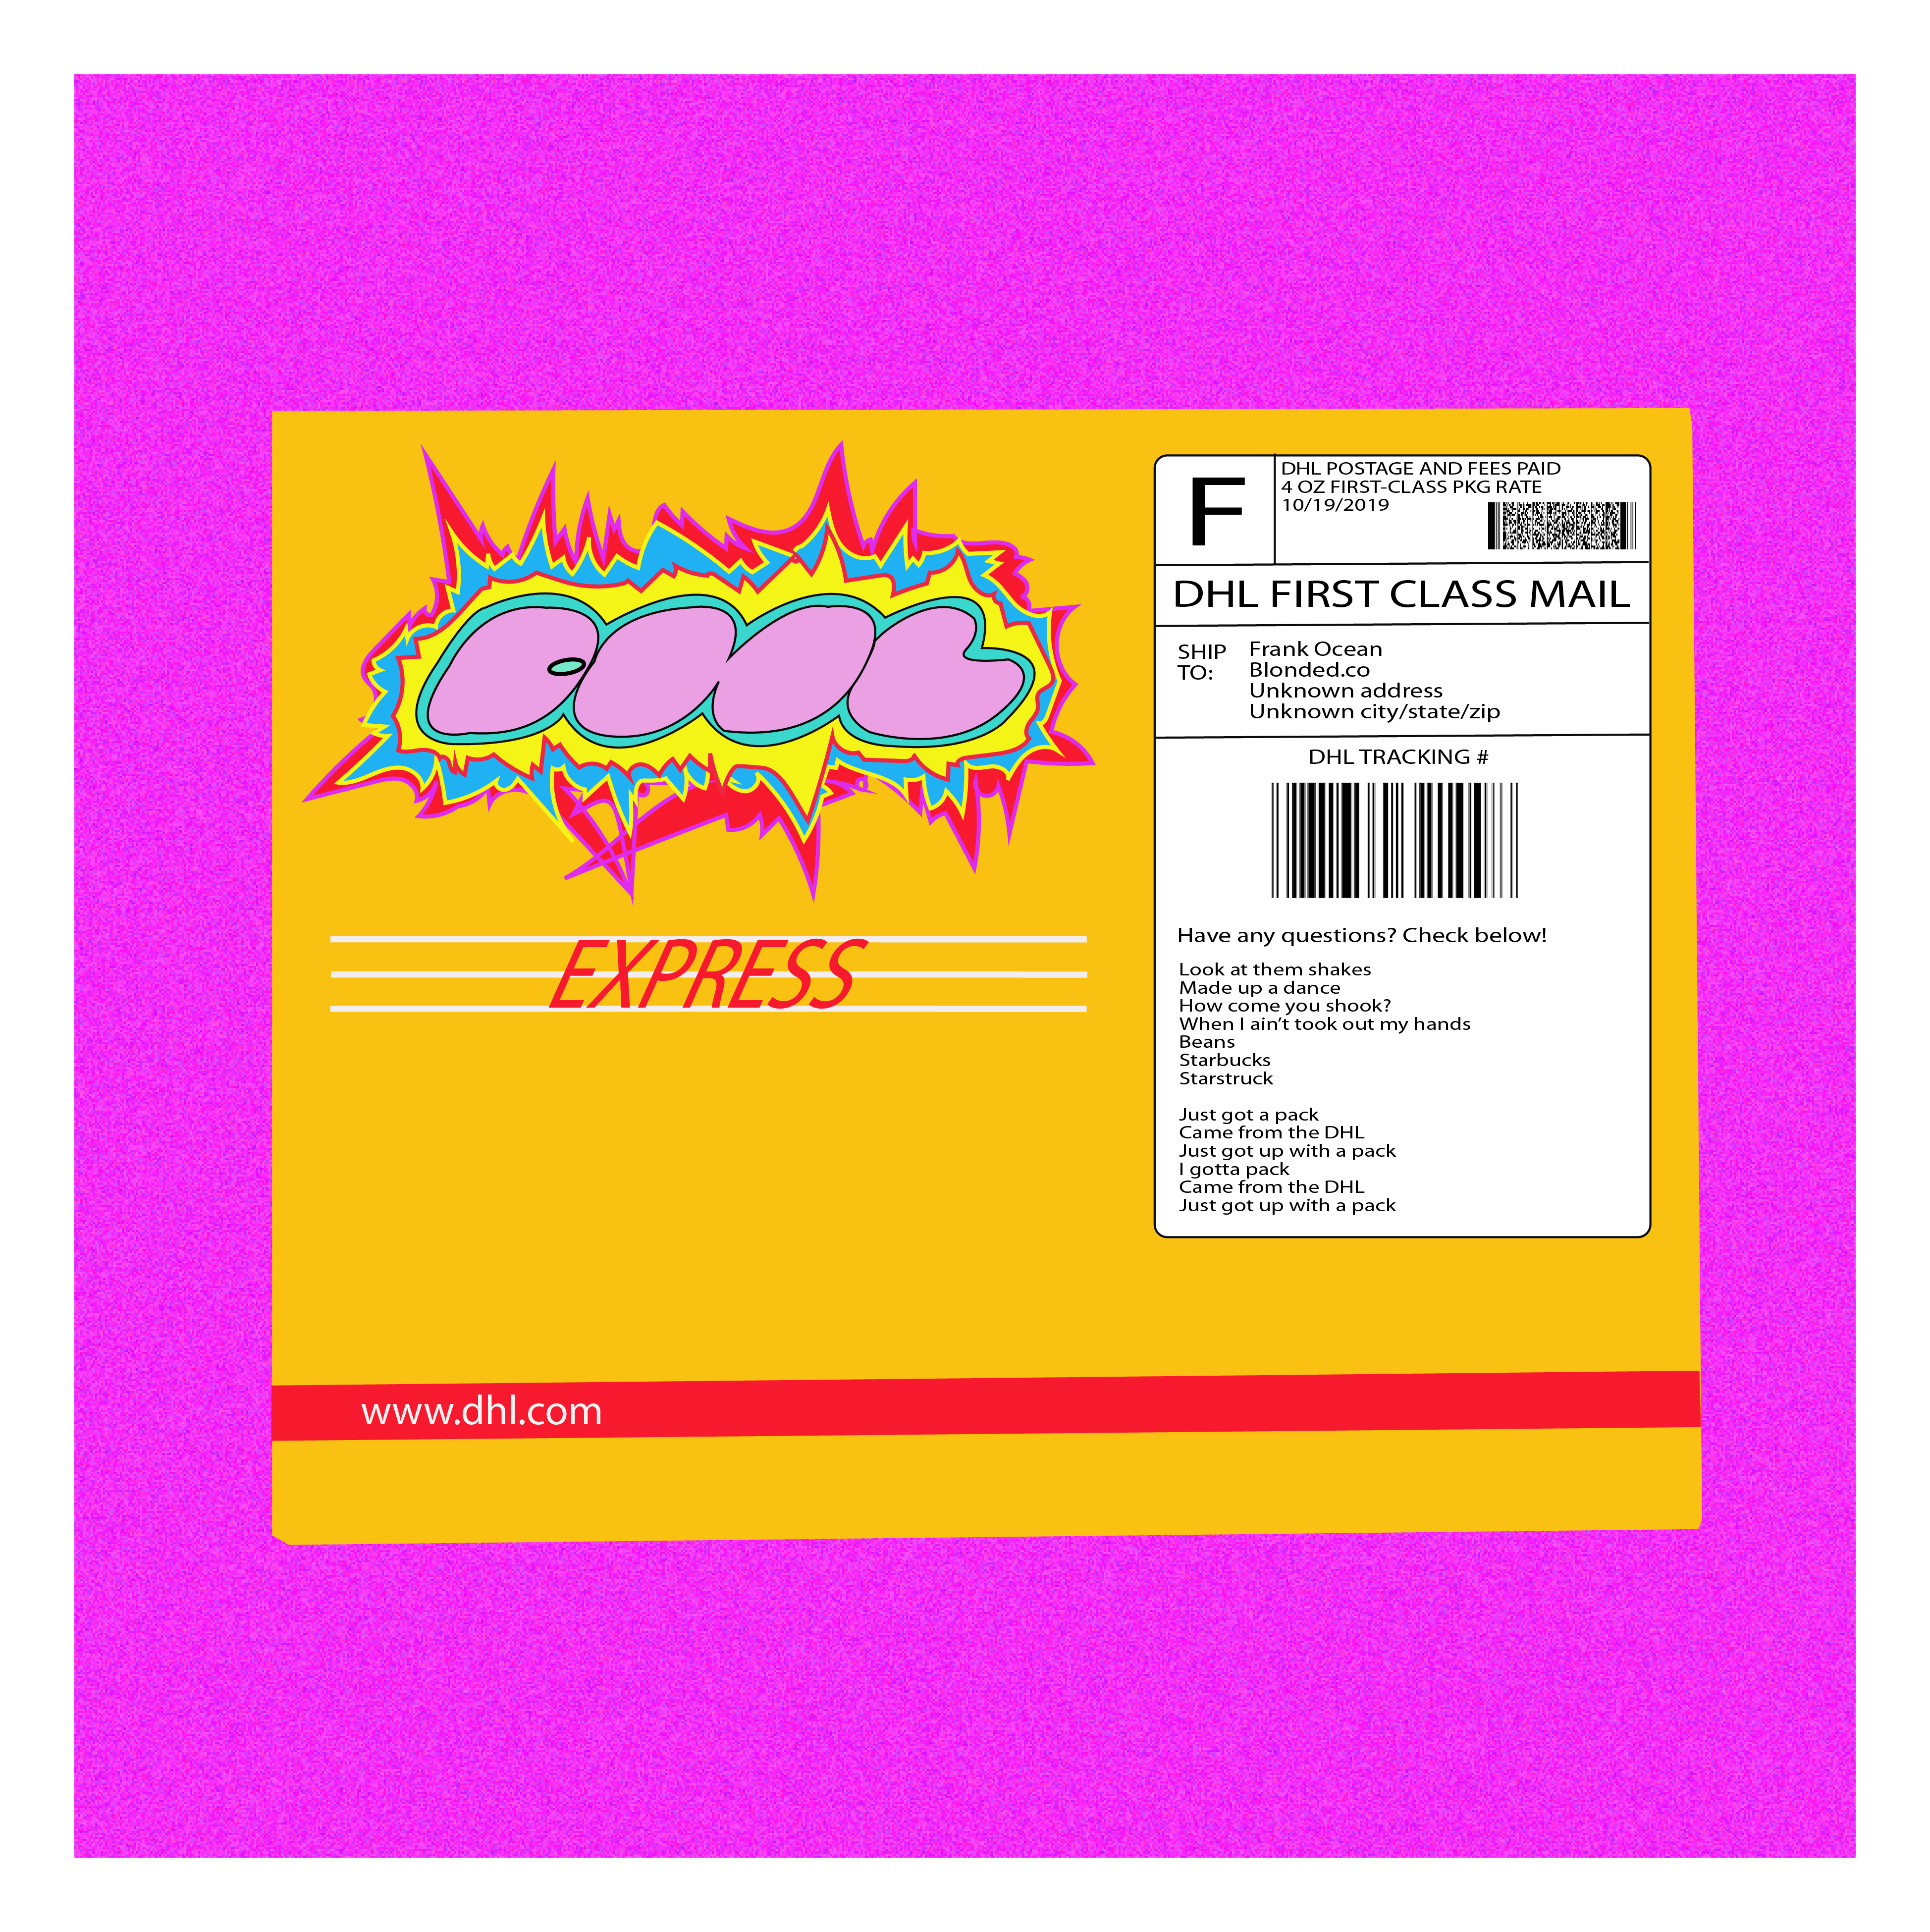 F
DHL POSTAGE AND FEES PAID
4 OZ FIRST-CLASS PKG RATE
10/19/2019
DHL FIRST CLASS MAIL
SHIP TO:
Frank Ocean
Blonded.co
Unknown address
Unknown city/state/zip
DHL TRACKING #
Have any questions? Check below!
Look at them shakes
Made up a dance
How come you shook?
When I ain’t took out my hands
Beans
Starbucks
Starstruck
Just got a pack
Came from the DHL
Just got up with a pack
I gotta pack
Came from the DHL
Just got up with a pack
EXPRESS
www.dhl.com